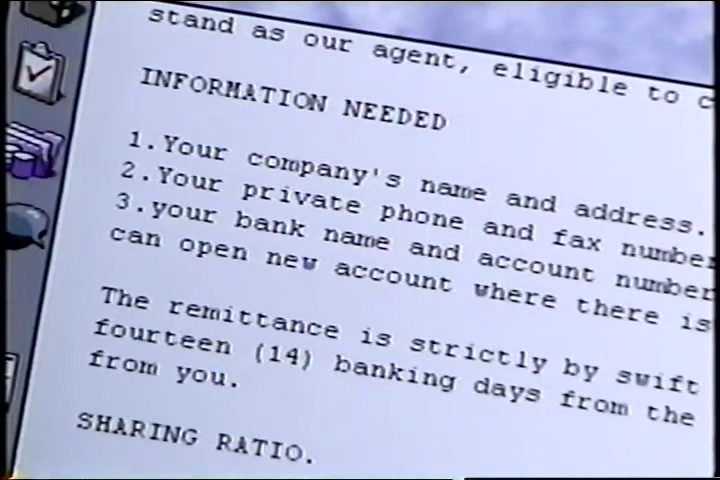 stand as our agent, eligible to c
INFORMATION NEEDED
1.Your company's name and address.
2.Your private phone and fax number
3.your bank name and account number
can open new account where there is
The remittance is strictly by swift
fourteen (14) banking days from the
from you.
SHARING RATIO.